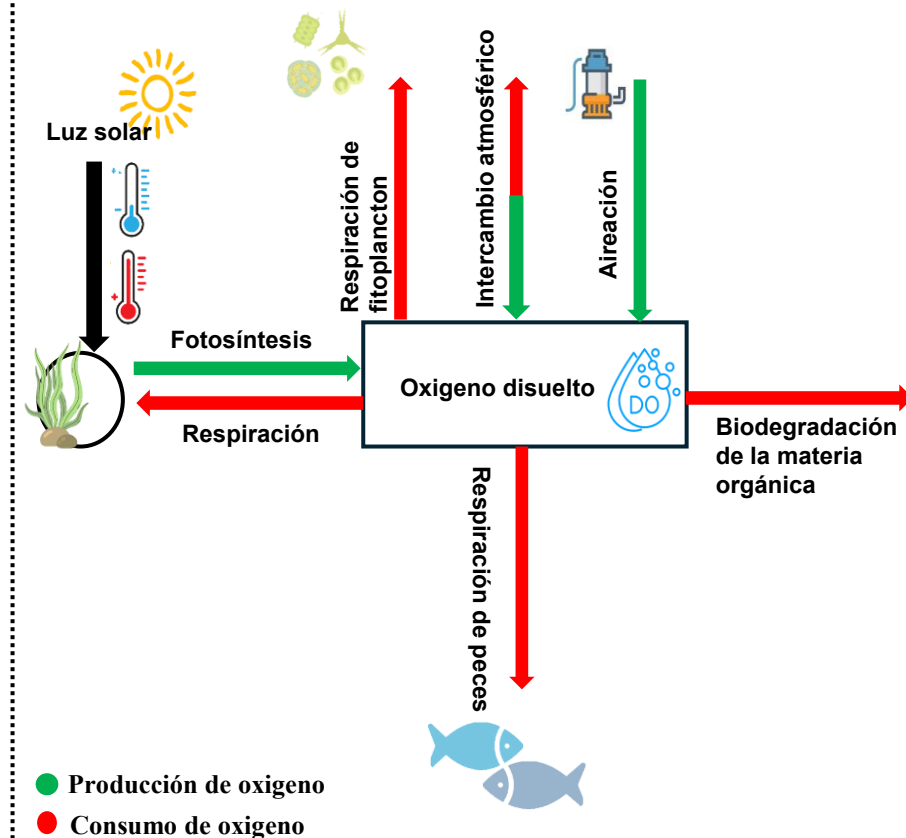 Luz solar
Respiración de
fitoplancton
Intercambio atmosférico
Aireación
Fotosíntesis
Respiración
Oxigeno disuelto
DO
Biodegradación
de la materia
orgánica
Respiración de peces
Producción de oxigeno
Consumo de oxigeno